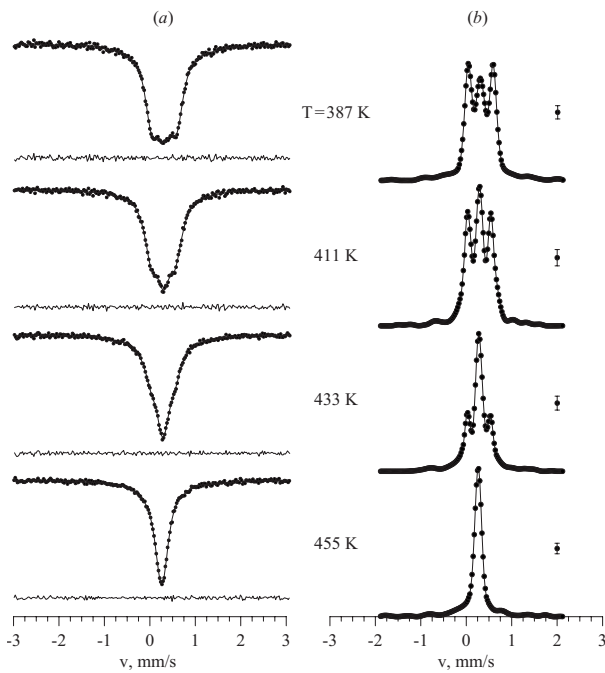 (a)
(b)
T=387 K
411 K
433 K
455 K
-3 -2 -1 0 1 2 3
-3 -2 -1 0 1 2 3
v, mm/s
v, mm/s